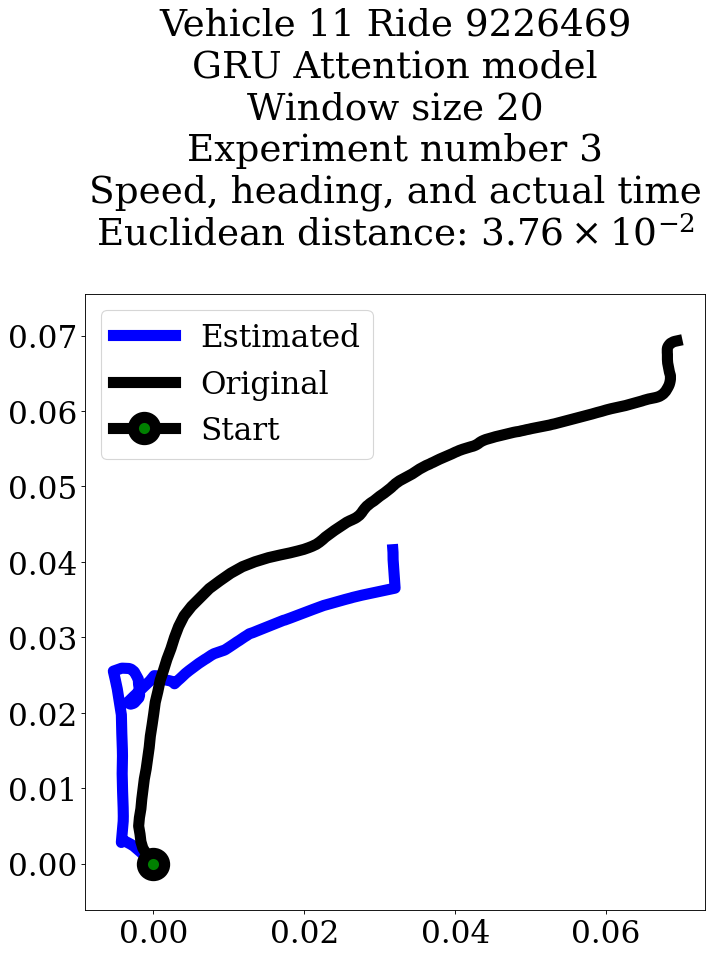 Vehicle 11 Ride 9226469
GRU Attention model
Window size 20
Experiment number 3
Speed, heading, and actual time
Euclidean distance: 3.76 × 10⁻²
Estimated
Original
Start
0.07
0.06
0.05
0.04
0.03
0.02
0.01
0.00
0.00 0.02 0.04 0.06